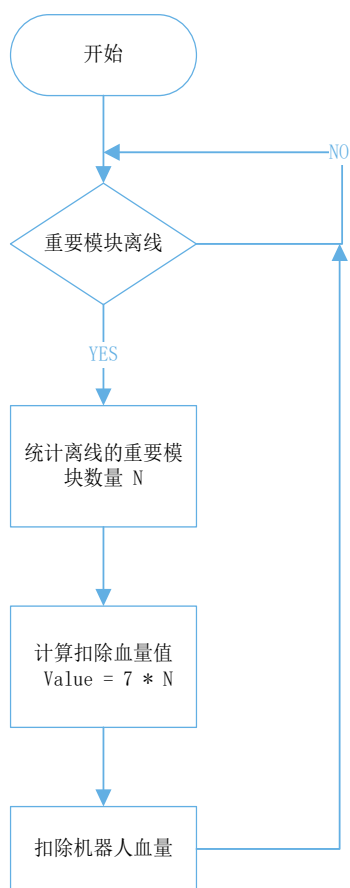 开始
NO
重要模块离线
YES
统计离线的重要模
块数量 N
计算扣除血量值
Value = 7 * N
扣除机器人血量